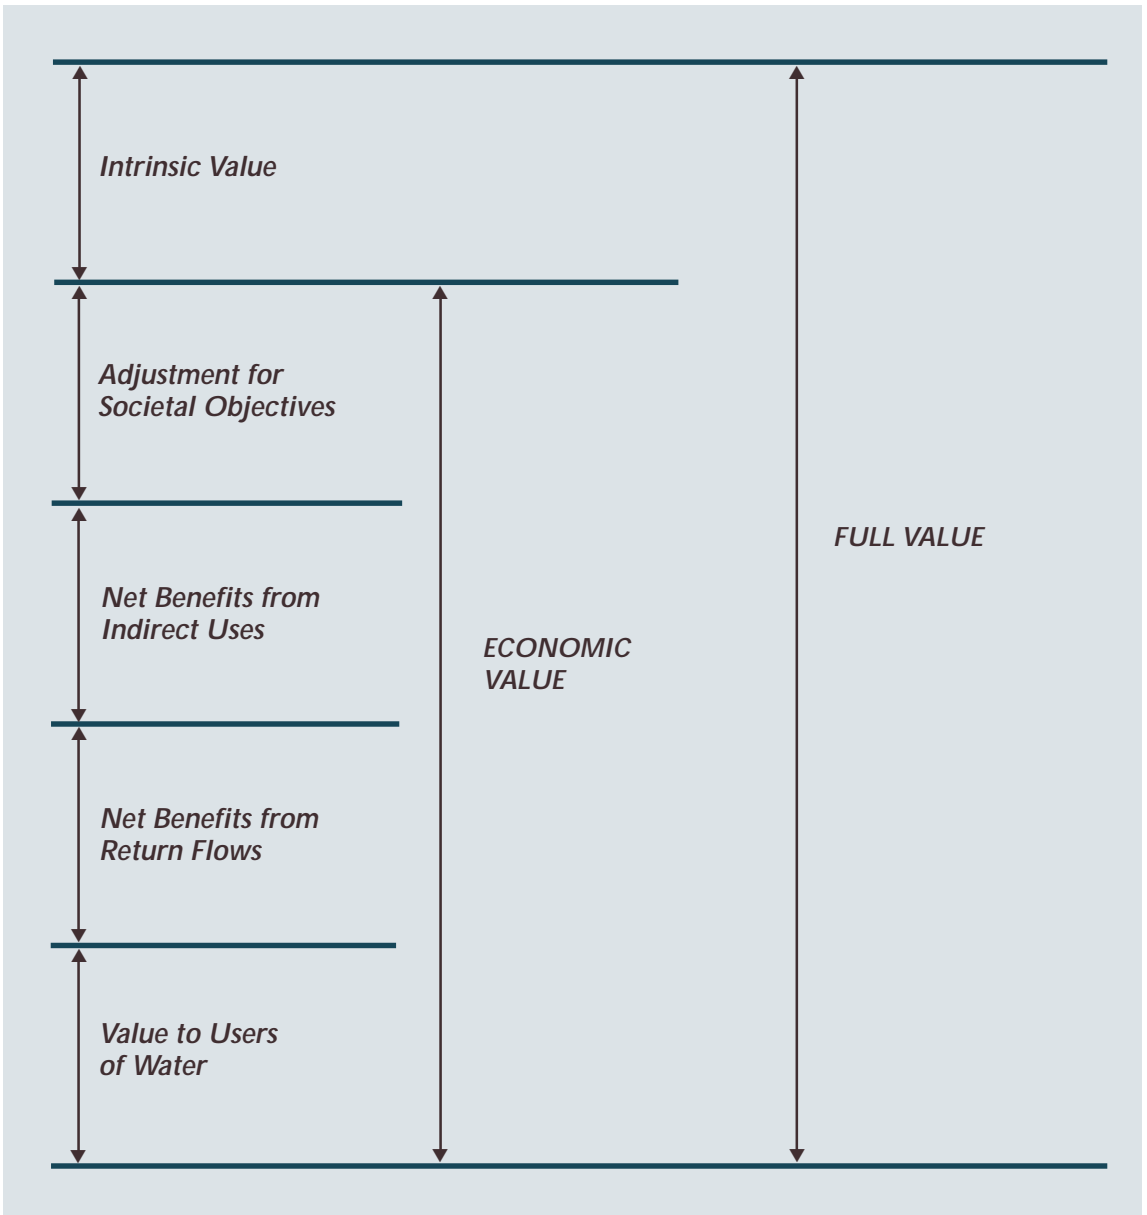 Intrinsic Value
Adjustment for
Societal Objectives
Net Benefits from
Indirect Uses
Net Benefits from
Return Flows
Value to Users
of Water
ECONOMIC
VALUE
FULL VALUE